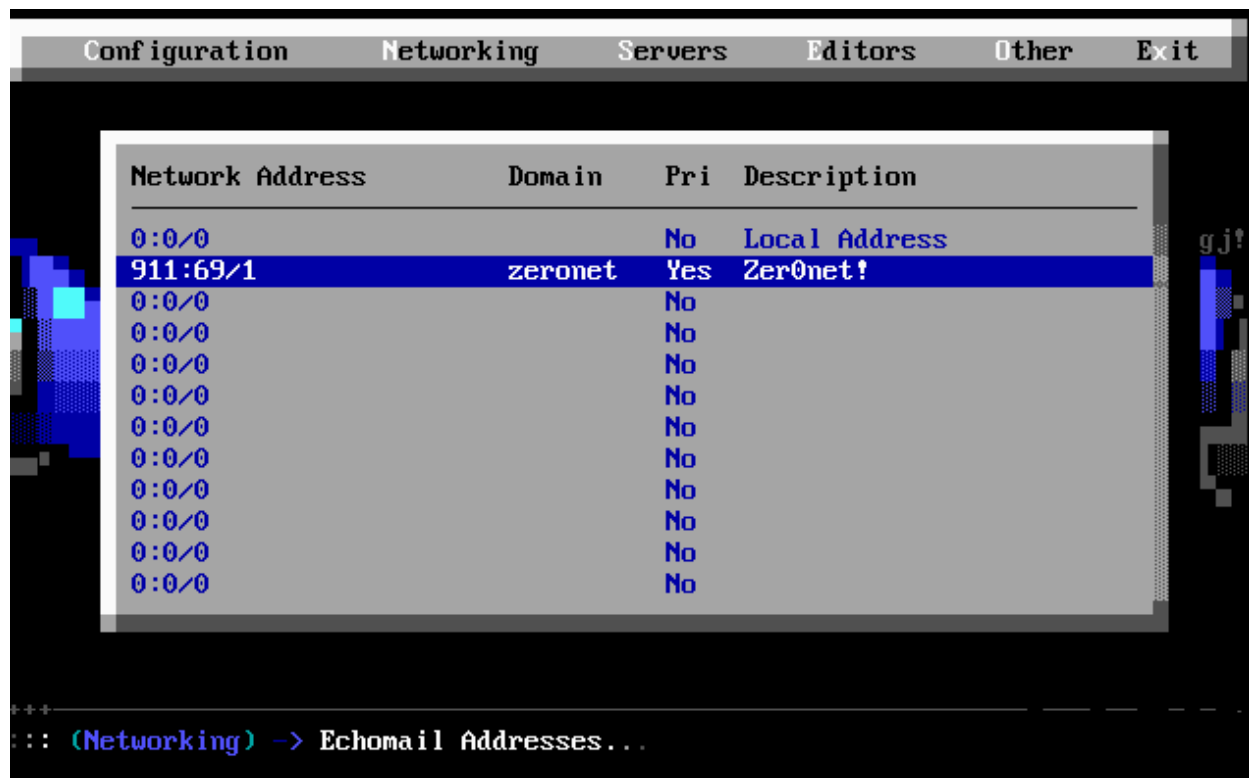 Configuration Networking Servers Editors Other Exit
Network Address Domain Pri Description
0:0/0 No Local Address
gj!
911:69/1 zeronet Yes Zer0net!
0:0/0 No
0:0/0 No
0:0/0 No
0:0/0 No
0:0/0 No
0:0/0 No
0:0/0 No
0:0/0 No
0:0/0 No
0:0/0 No
::: (Networking) -> Echomail Addresses...